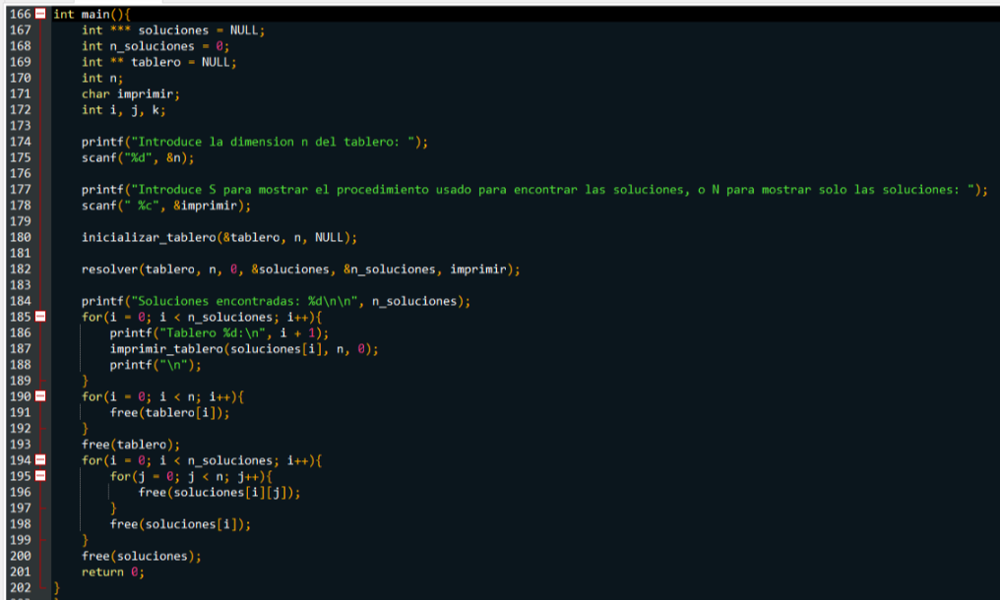 166 int main(){
167     int *** soluciones = NULL;
168     int n_soluciones = 0;
169     int ** tablero = NULL;
170     int n;
171     char imprimir;
172     int i, j, k;
173
174     printf("Introduce la dimension n del tablero: ");
175     scanf("%d", &n);
176
177     printf("Introduce S para mostrar el procedimiento usado para encontrar las soluciones, o N para mostrar solo las soluciones: ");
178     scanf(" %c", &imprimir);
179
180     inicializar_tablero(&tablero, n, NULL);
181
182     resolver(tablero, n, 0, &soluciones, &n_soluciones, imprimir);
183
184     printf("Soluciones encontradas: %d\n\n", n_soluciones);
185     for(i = 0; i < n_soluciones; i++){
186         printf("Tablero %d:\n", i + 1);
187         imprimir_tablero(soluciones[i], n, 0);
188         printf("\n");
189     }
190     for(i = 0; i < n; i++){
191         free(tablero[i]);
192     }
193     free(tablero);
194     for(i = 0; i < n_soluciones; i++){
195         for(j = 0; j < n; j++){
196             free(soluciones[i][j]);
197         }
198         free(soluciones[i]);
199     }
200     free(soluciones);
201     return 0;
202 }